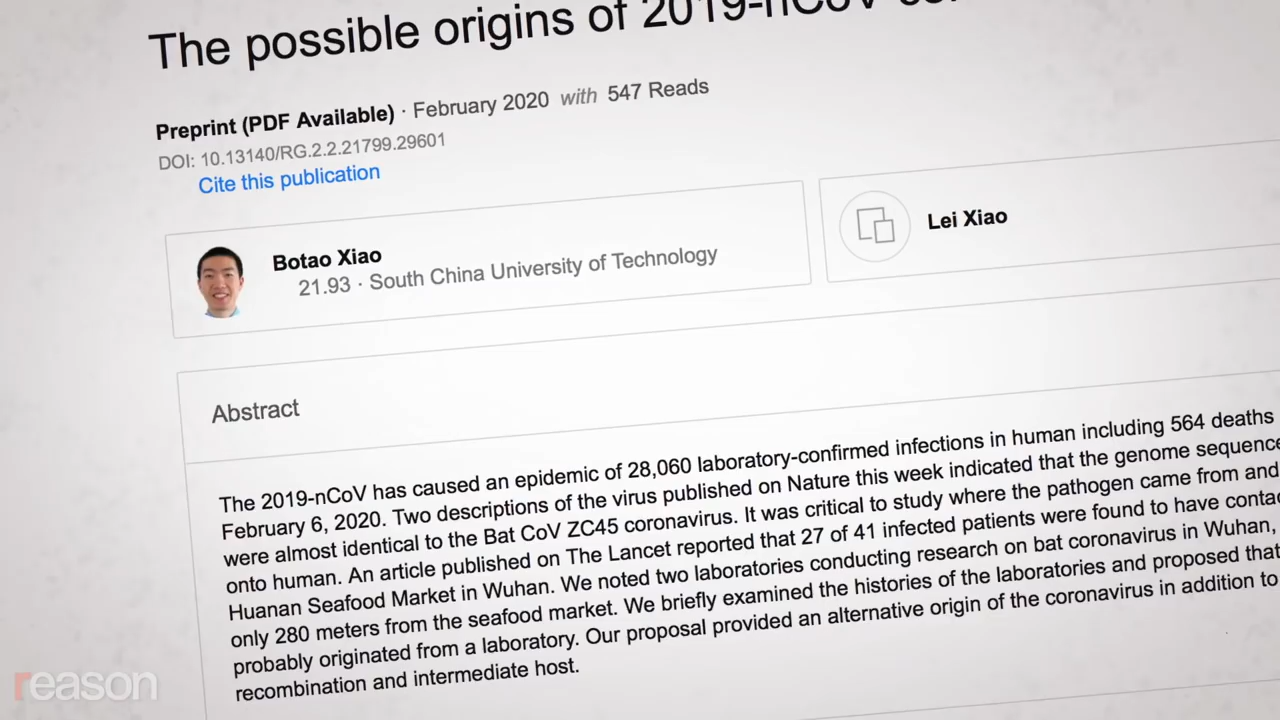 The possible origins of 2019-nCoV
Preprint (PDF Available) · February 2020 with 547 Reads
DOI: 10.13140/RG.2.2.21799.29601
Cite this publication
Botao Xiao
21.93 · South China University of Technology
Lei Xiao
Abstract
The 2019-nCoV has caused an epidemic of 28,060 laboratory-confirmed infections in human including 564 deaths
February 6, 2020. Two descriptions of the virus published on Nature this week indicated that the genome sequence
were almost identical to the Bat CoV ZC45 coronavirus. It was critical to study where the pathogen came from and
onto human. An article published on The Lancet reported that 27 of 41 infected patients were found to have
Huanan Seafood Market in Wuhan. We noted two laboratories conducting research on bat coronavirus in Wuhan,
only 280 meters from the seafood market. We briefly examined the histories of the laboratories and proposed that
probably originated from a laboratory. Our proposal provided an alternative origin of the coronavirus in addition to
recombination and intermediate host.
reason